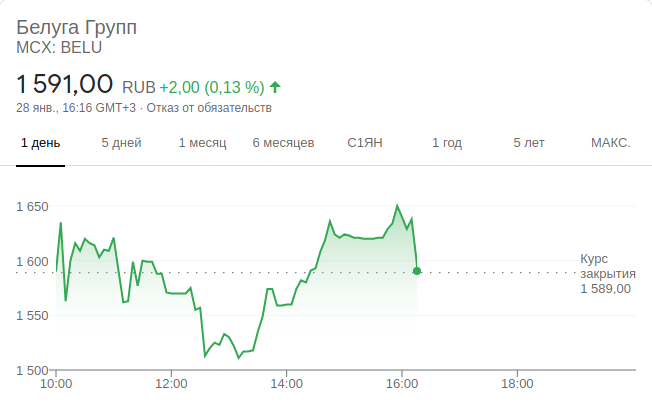 Белуга Групп
MCX: BELU
1 591,00 RUB +2,00 (0,13 %)
28 янв., 16:16 GMT+3 · Отказ от обязательств
1 день 5 дней 1 месяц 6 месяцев С1ЯН 1 год 5 лет МАКС.
1 650
1 600
1 550
1 500
Курс
закрытия
1 589,00
10:00 12:00 14:00 16:00 18:00